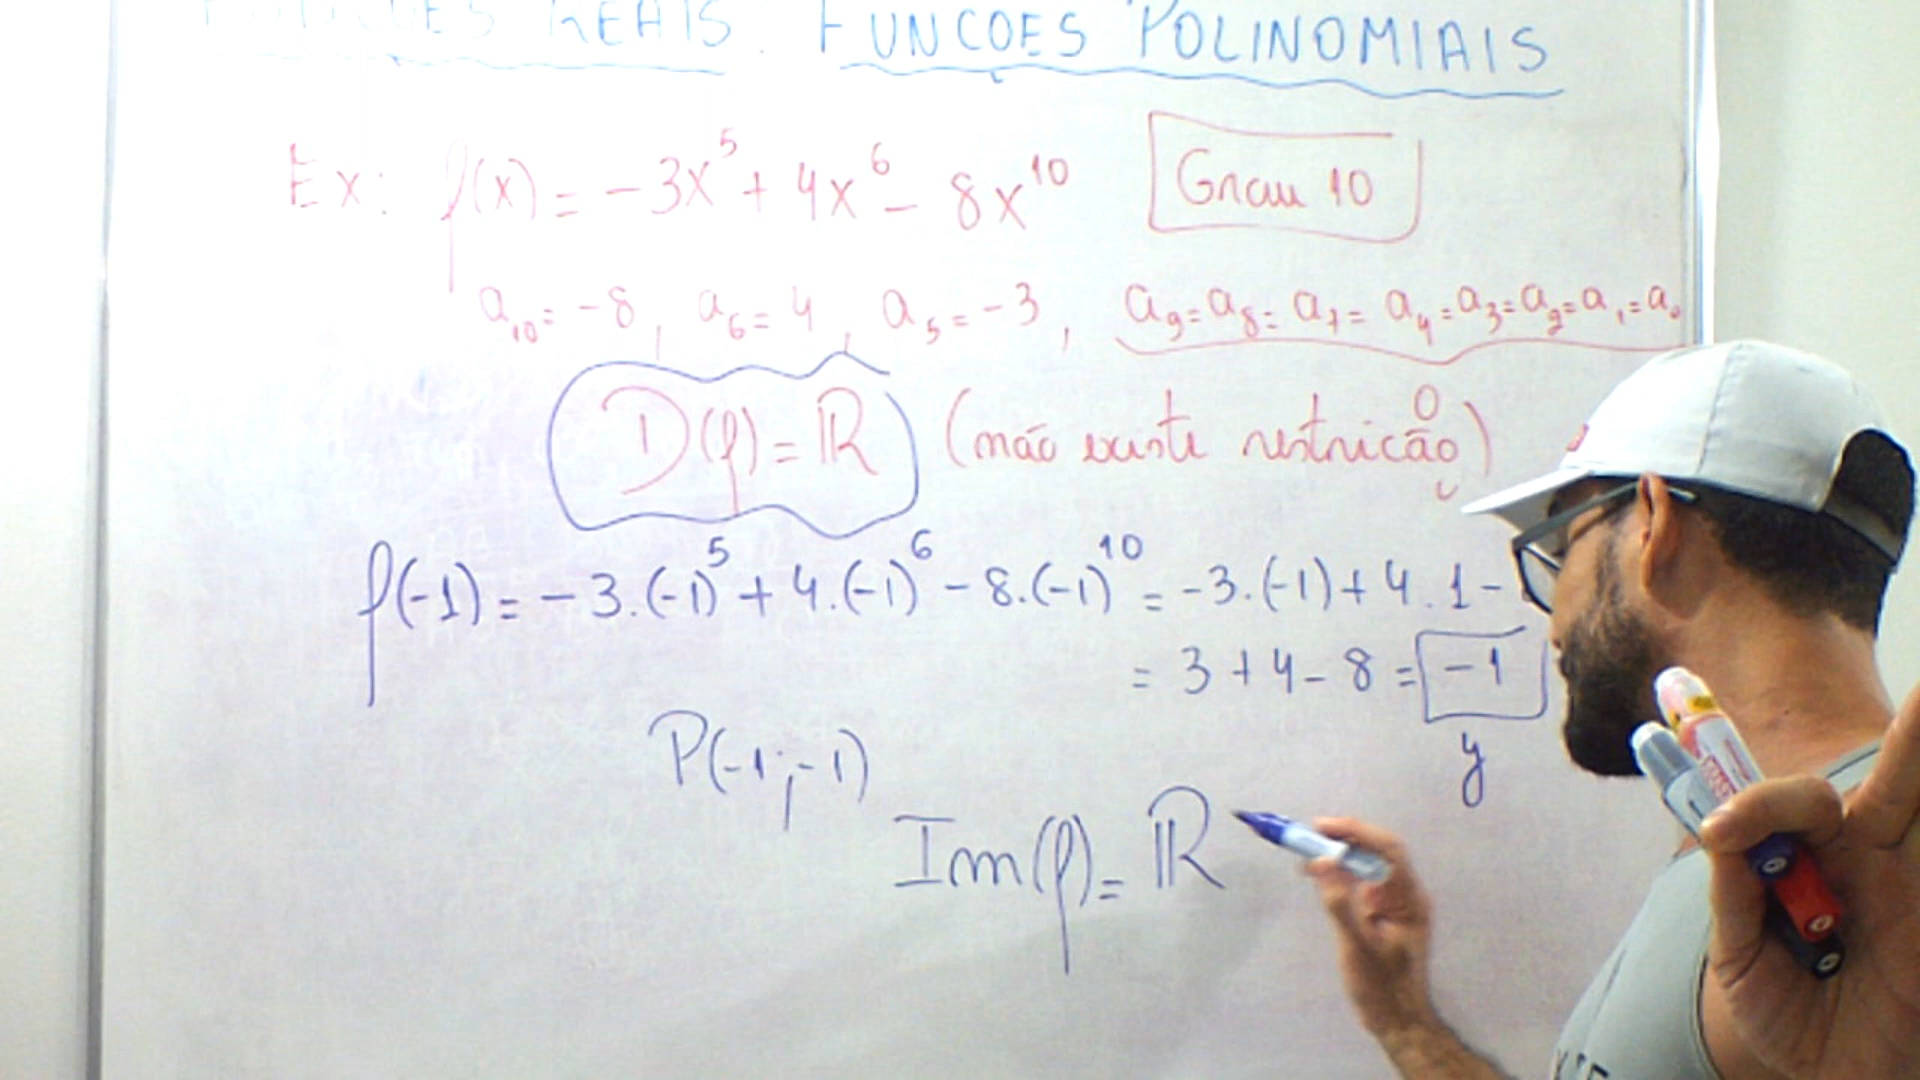 FUNÇÕES REAIS: FUNÇOES POLINOMIAIS
Ex: f(x) = -3x⁵ + 4x⁶ - 8x¹⁰ Grau 10
a₁₀ = -8, a₆ = 4, a₅ = -3, a₉ = a₈ = a₇ = a₄ = a₃ = a₂ = a₁ = a₀
0
D(f) = ℝ (não existe restrição)
f(-1) = -3.(-1)⁵ + 4.(-1)⁶ - 8.(-1)¹⁰ = -3.(-1) + 4.1 -
= 3 + 4 - 8 = -1
y
P(-1;-1)
Im(f) = ℝ